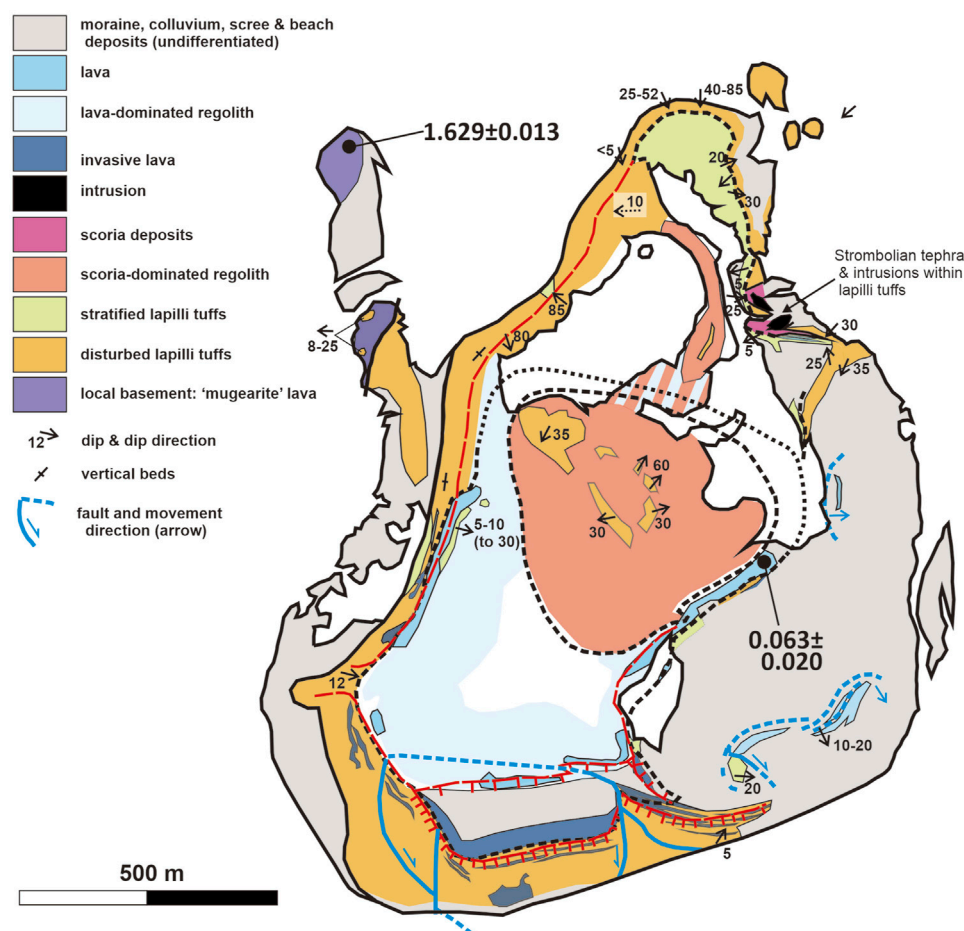 moraine, colluvium, scree & beach
deposits (undifferentiated)
lava
lava-dominated regolith
invasive lava
intrusion
scoria deposits
scoria-dominated regolith
stratified lapilli tuffs
disturbed lapilli tuffs
local basement: ‘mugearite’ lava
12
dip & dip direction
vertical beds
fault and movement
direction (arrow)
1.629±0.013
25-52
40-85
<5
20
10
30
Strombolian tephra
& intrusions within
lapilli tuffs
5
25
85
8-25
80
5
30
25
35
35
60
30
30
5-10
(to 30)
0.063±
0.020
12
10-20
20
5
500 m